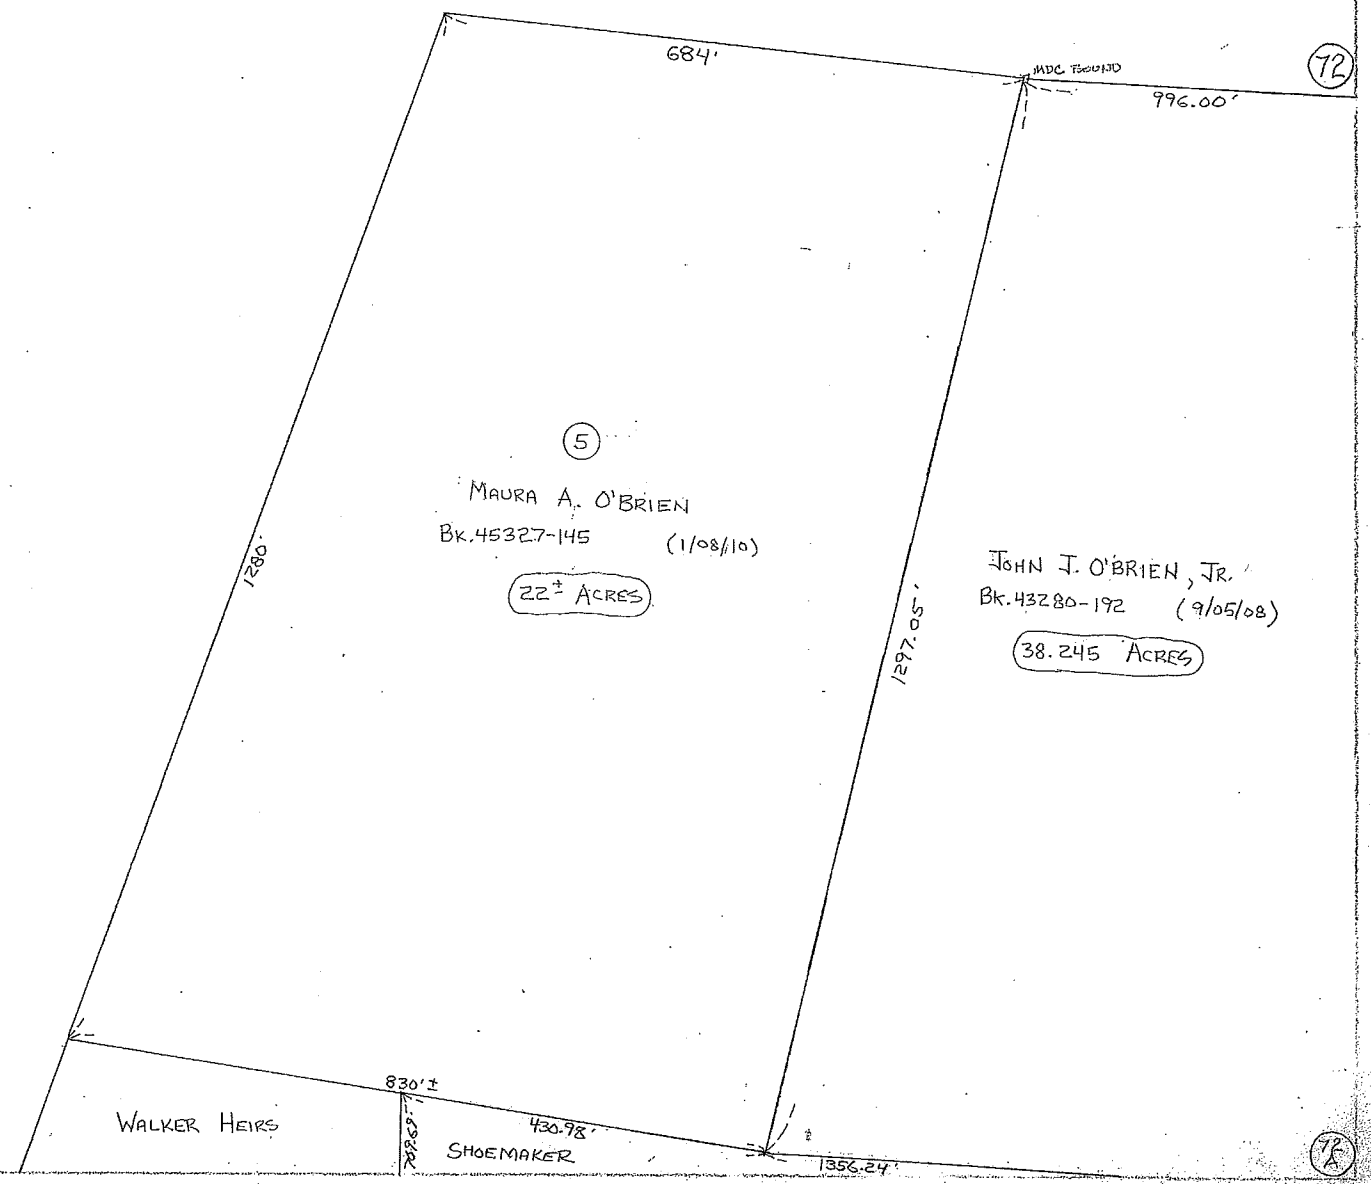 684'
MDC BOUND
72
996.00'
5
MAURA A. O'BRIEN
BK.45327-145 (1/08/10)
22± ACRES
1280'
JOHN J. O'BRIEN, JR.
BK.43280-192 (9/05/08)
38.245 ACRES
1297.05'
830'±
WALKER HEIRS
430.98'
SHOEMAKER
1356.24'